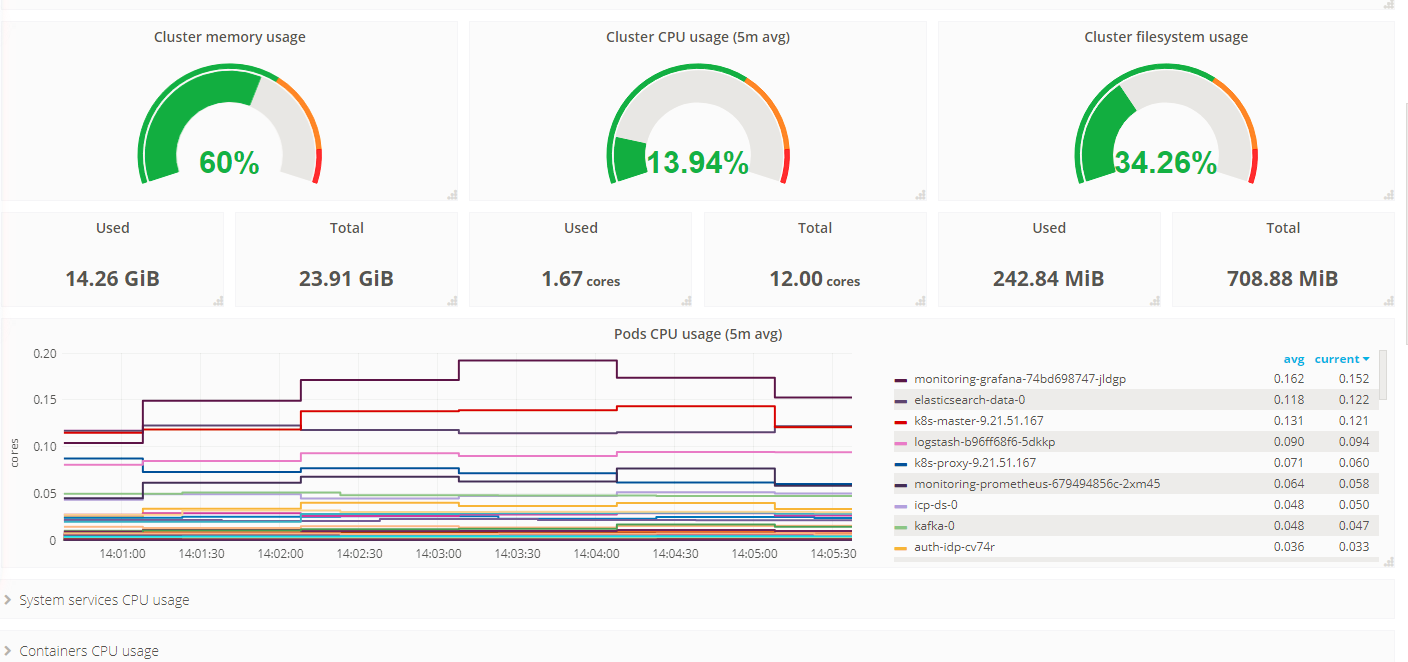 Cluster memory usage
Cluster CPU usage (5m avg)
Cluster filesystem usage
60%
13.94%
34.26%
Used
Total
Used
Total
Used
Total
14.26 GiB
23.91 GiB
1.67 cores
12.00 cores
242.84 MiB
708.88 MiB
Pods CPU usage (5m avg)
cores
0.20
0.15
0.10
0.05
0
14:01:00 14:01:30 14:02:00 14:02:30 14:03:00 14:03:30 14:04:00 14:04:30 14:05:00 14:05:30
avg current
monitoring-grafana-74bd698747-jldgp 0.162 0.152
elasticsearch-data-0 0.118 0.122
k8s-master-9.21.51.167 0.131 0.121
logstash-b96ff68f6-5dkkp 0.090 0.094
k8s-proxy-9.21.51.167 0.071 0.060
monitoring-prometheus-679494856c-2xm45 0.064 0.058
icp-ds-0 0.048 0.050
kafka-0 0.048 0.047
auth-idp-cv74r 0.036 0.033
System services CPU usage
Containers CPU usage